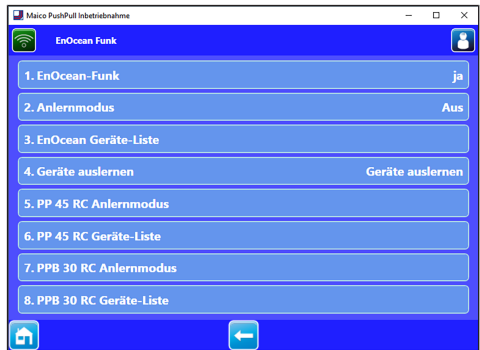 Maico PushPull Inbetriebnahme
EnOcean Funk
1. EnOcean-Funk ja
2. Anlernmodus Aus
3. EnOcean Geräte-Liste
4. Geräte auslernen Geräte auslernen
5. PP 45 RC Anlernmodus
6. PP 45 RC Geräte-Liste
7. PPB 30 RC Anlernmodus
8. PPB 30 RC Geräte-Liste